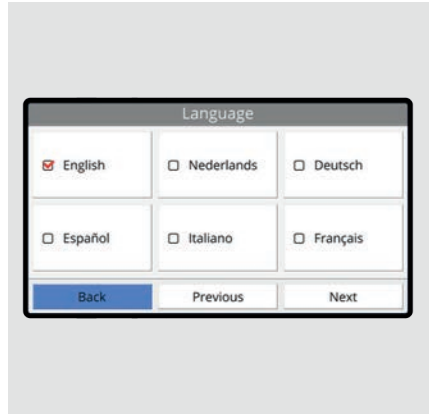 Language
English
Nederlands
Deutsch
Español
Italiano
Français
Back
Previous
Next